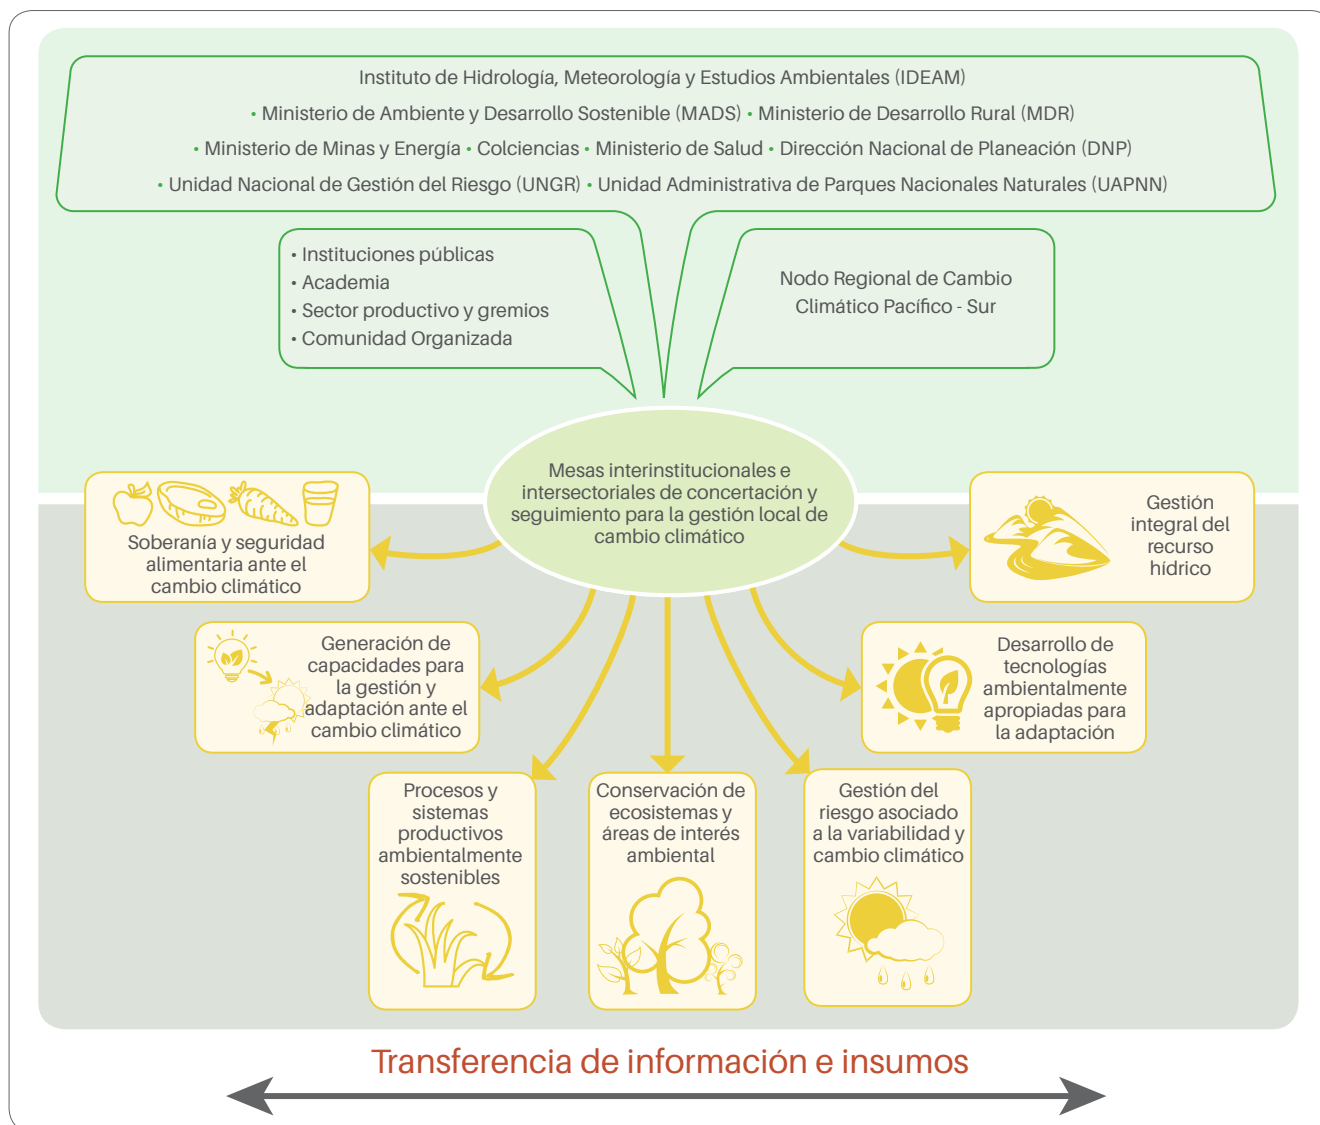 Instituto de Hidrología, Meteorología y Estudios Ambientales (IDEAM)
• Ministerio de Ambiente y Desarrollo Sostenible (MADS) • Ministerio de Desarrollo Rural (MDR)
• Ministerio de Minas y Energía • Colciencias • Ministerio de Salud • Dirección Nacional de Planeación (DNP)
• Unidad Nacional de Gestión del Riesgo (UNGR) • Unidad Administrativa de Parques Nacionales Naturales (UAPNN)
• Instituciones públicas
• Academia
• Sector productivo y gremios
• Comunidad Organizada
Nodo Regional de Cambio
Climático Pacífico - Sur
Mesas interinstitucionales e
intersectoriales de concertación y
seguimiento para la gestión local de
cambio climático
Soberanía y seguridad
alimentaria ante el
cambio climático
Gestión
integral del
recurso
hídrico
Generación de
capacidades para
la gestión y
adaptación ante el
cambio climático
Desarrollo de
tecnologías
ambientalmente
apropiadas para
la adaptación
Procesos y
sistemas
productivos
ambientalmente
sostenibles
Conservación de
ecosistemas y
áreas de interés
ambiental
Gestión del
riesgo asociado
a la variabilidad y
cambio climático
Transferencia de información e insumos